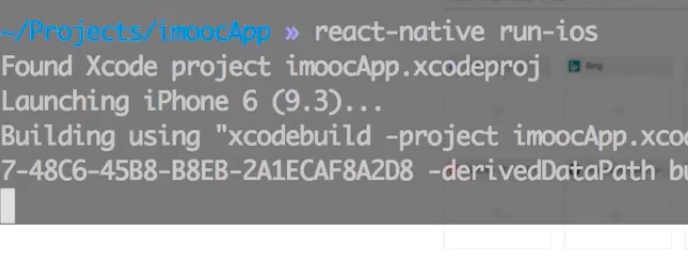 ~/Projects/imoocApp » react-native run-ios
Found Xcode project imoocApp.xcodeproj
Launching iPhone 6 (9.3)...
Building using "xcodebuild -project imoocApp.xcod
7-48C6-45B8-B8EB-2A1ECAF8A2D8 -derivedDataPath bu